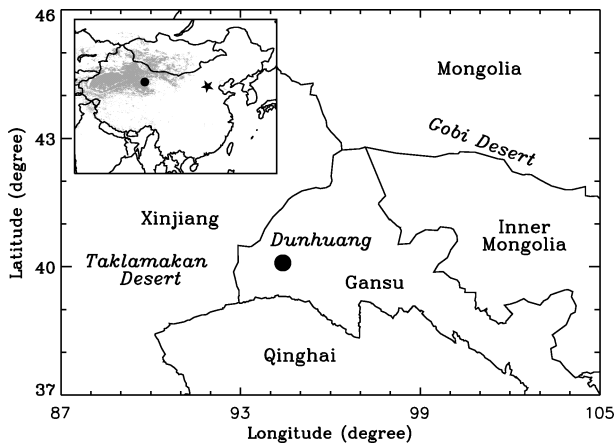 46
Mongolia
43
Gobi Desert
Xinjiang
Inner
Mongolia
Dunhuang
Taklamakan
Desert
40
Gansu
Qinghai
37
87
93
99
105
Latitude (degree)
Longitude (degree)